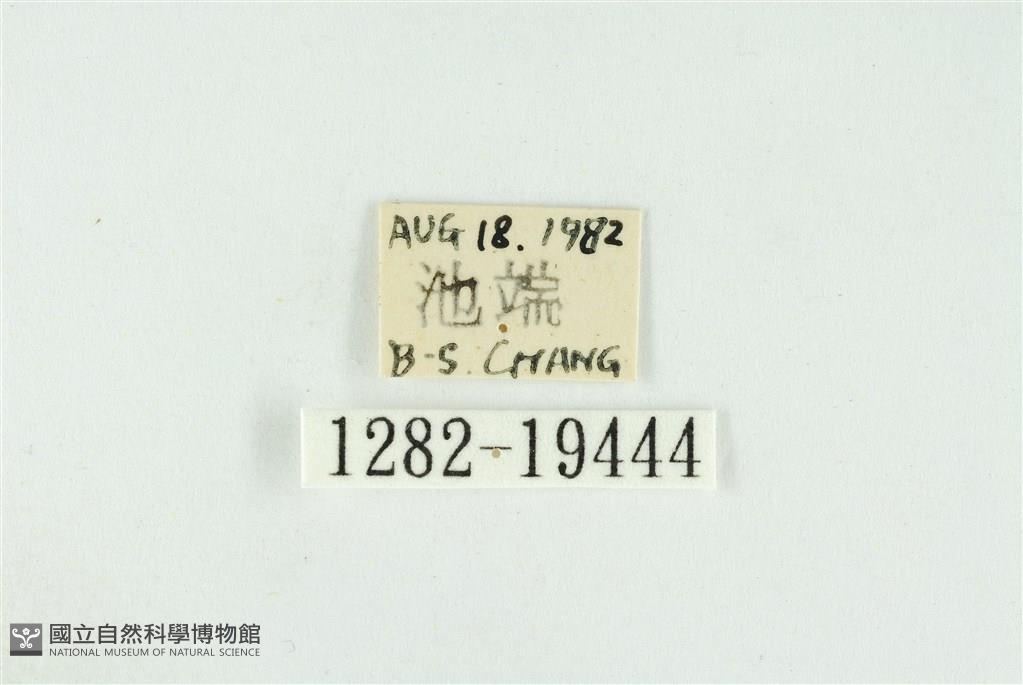 AUG 18. 1982
池端
B-S. CHANG
1282-19444
國立自然科學博物館
NATIONAL MUSEUM OF NATURAL SCIENCE